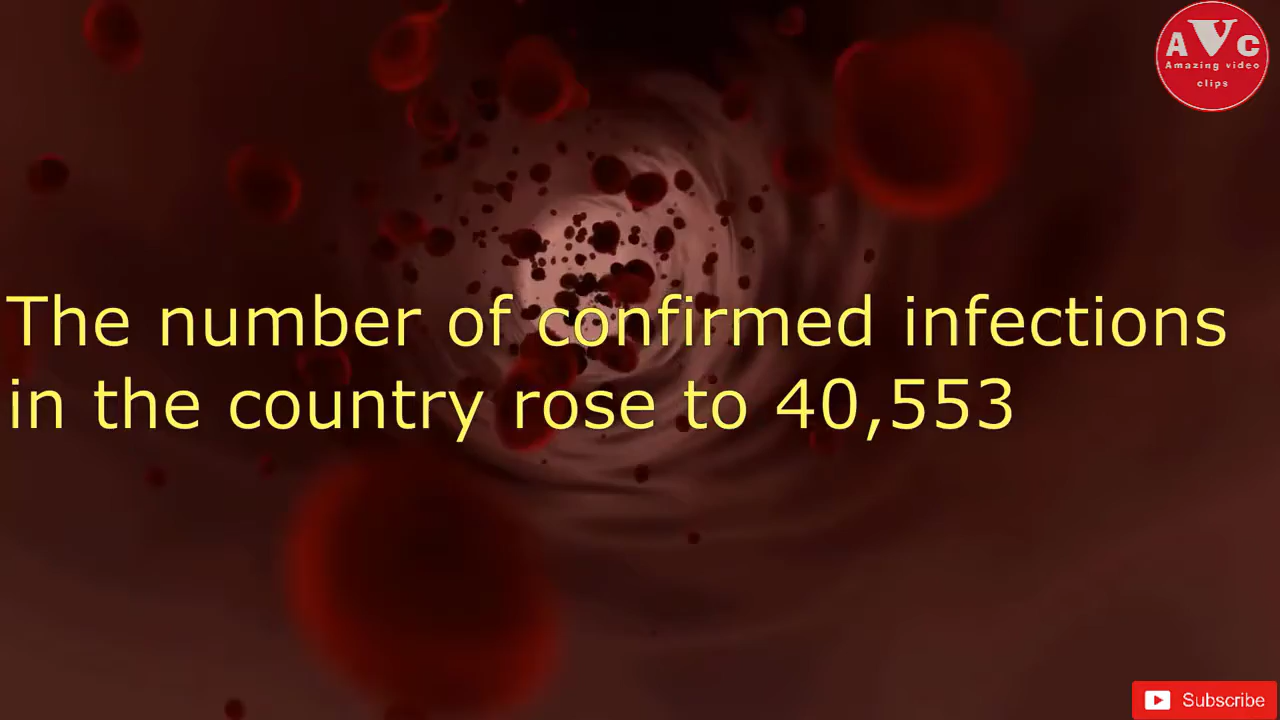 AVC
Amazing video
clips
The number of confirmed infections
in the country rose to 40,553
Subscribe